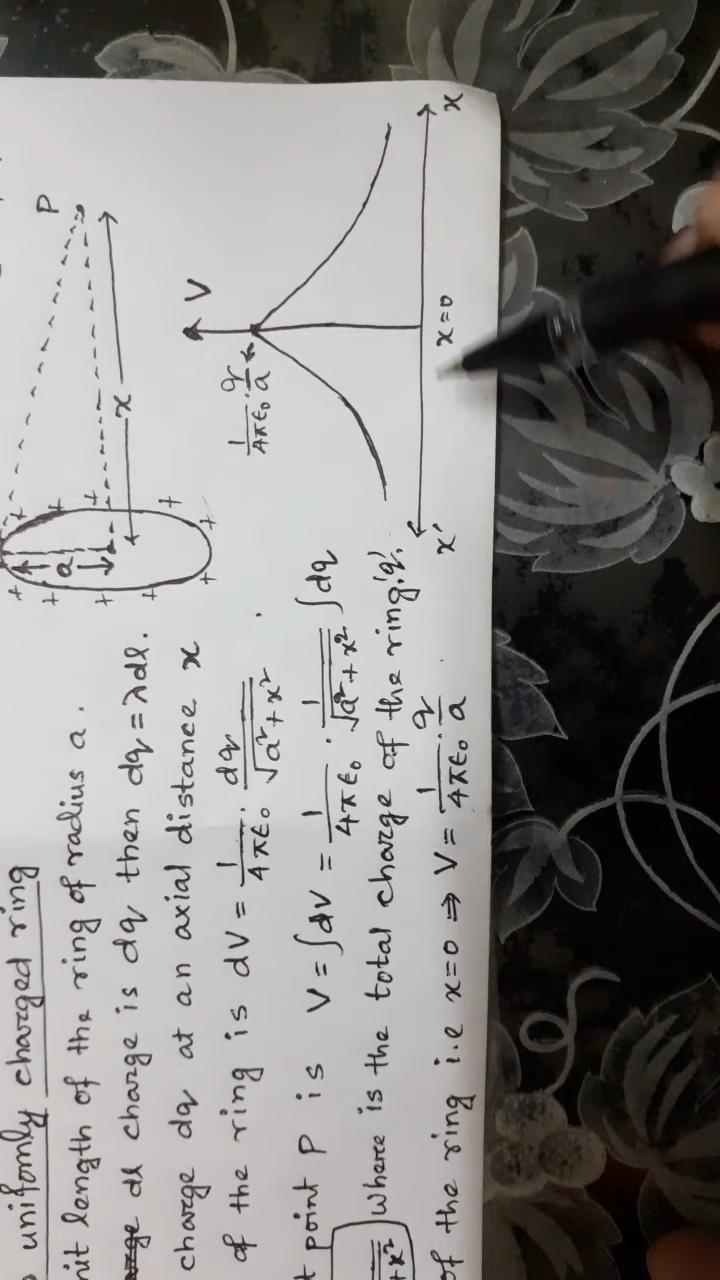 uniformly charged ring
nit length of the ring of radius a.
dl charge is dq then dq = λdl.
charge dq at an axial distance x
of the ring is dV = 1/4πε₀ · dq/√(a²+x²) .
t point P is V = ∫dV = 1/4πε₀ · 1/√(a²+x²) ∫dq
+x² where is the total charge of the ring 'q'.
of the ring i.e x=0 ⇒ V = 1/4πε₀ · q/a .
a
x
P
V
1/4πε₀ · q/a
x'
x=0
x